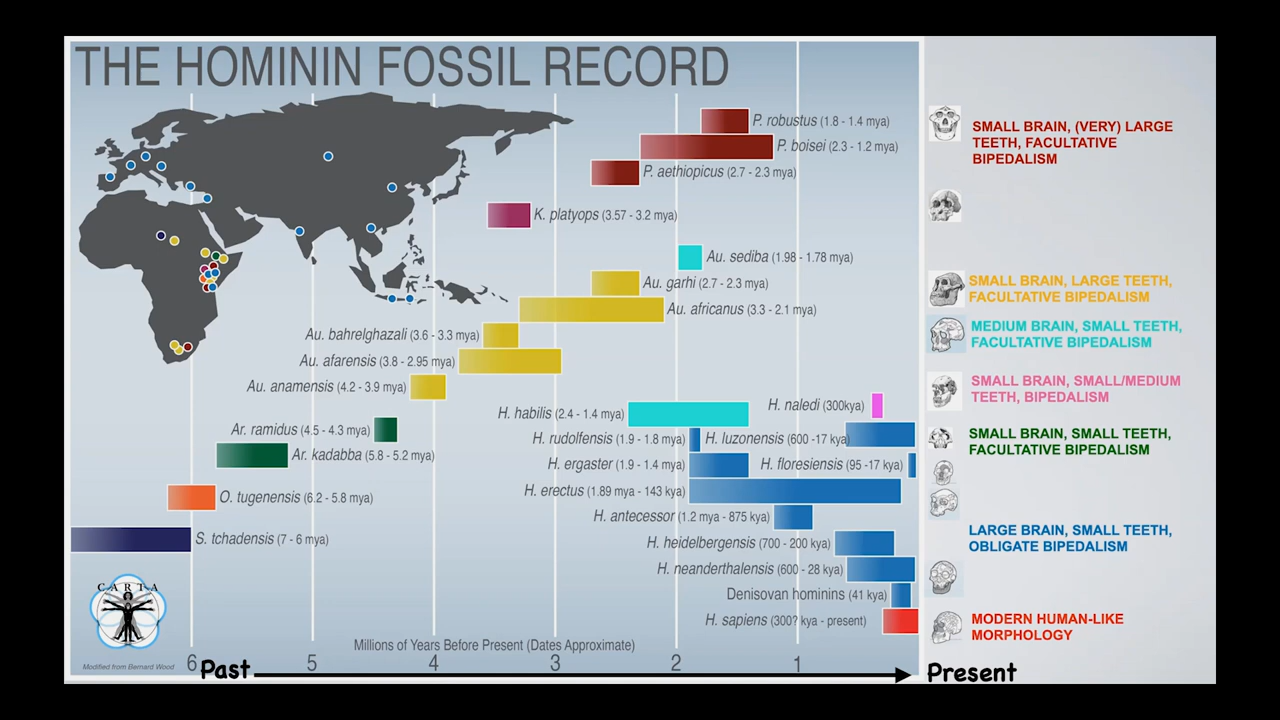 THE HOMININ FOSSIL RECORD
P. robustus (1.8 - 1.4 mya)
P. boisei (2.3 - 1.2 mya)
P. aethiopicus (2.7 - 2.3 mya)
K. platyops (3.57 - 3.2 mya)
Au. sediba (1.98 - 1.78 mya)
Au. garhi (2.7 - 2.3 mya)
Au. africanus (3.3 - 2.1 mya)
Au. bahrelghazali (3.6 - 3.3 mya)
Au. afarensis (3.8 - 2.95 mya)
Au. anamensis (4.2 - 3.9 mya)
H. naledi (300kya)
H. habilis (2.4 - 1.4 mya)
Ar. ramidus (4.5 - 4.3 mya)
H. rudolfensis (1.9 - 1.8 mya)
H. luzonensis (600 -17 kya)
Ar. kadabba (5.8 - 5.2 mya)
H. ergaster (1.9 - 1.4 mya)
H. floresiensis (95 -17 kya)
H. erectus (1.89 mya - 143 kya)
O. tugenensis (6.2 - 5.8 mya)
H. antecessor (1.2 mya - 875 kya)
S. tchadensis (7 - 6 mya)
H. heidelbergensis (700 - 200 kya)
H. neanderthalensis (600 - 28 kya)
Denisovan hominins (41 kya)
H. sapiens (300? kya - present)
CARTA
Modified from Bernard Wood
Millions of Years Before Present (Dates Approximate)
6 5 4 3 2 1
Past
Present
SMALL BRAIN, (VERY) LARGE
TEETH, FACULTATIVE
BIPEDALISM
SMALL BRAIN, LARGE TEETH,
FACULTATIVE BIPEDALISM
MEDIUM BRAIN, SMALL TEETH,
FACULTATIVE BIPEDALISM
SMALL BRAIN, SMALL/MEDIUM
TEETH, BIPEDALISM
SMALL BRAIN, SMALL TEETH,
FACULTATIVE BIPEDALISM
LARGE BRAIN, SMALL TEETH,
OBLIGATE BIPEDALISM
MODERN HUMAN-LIKE
MORPHOLOGY